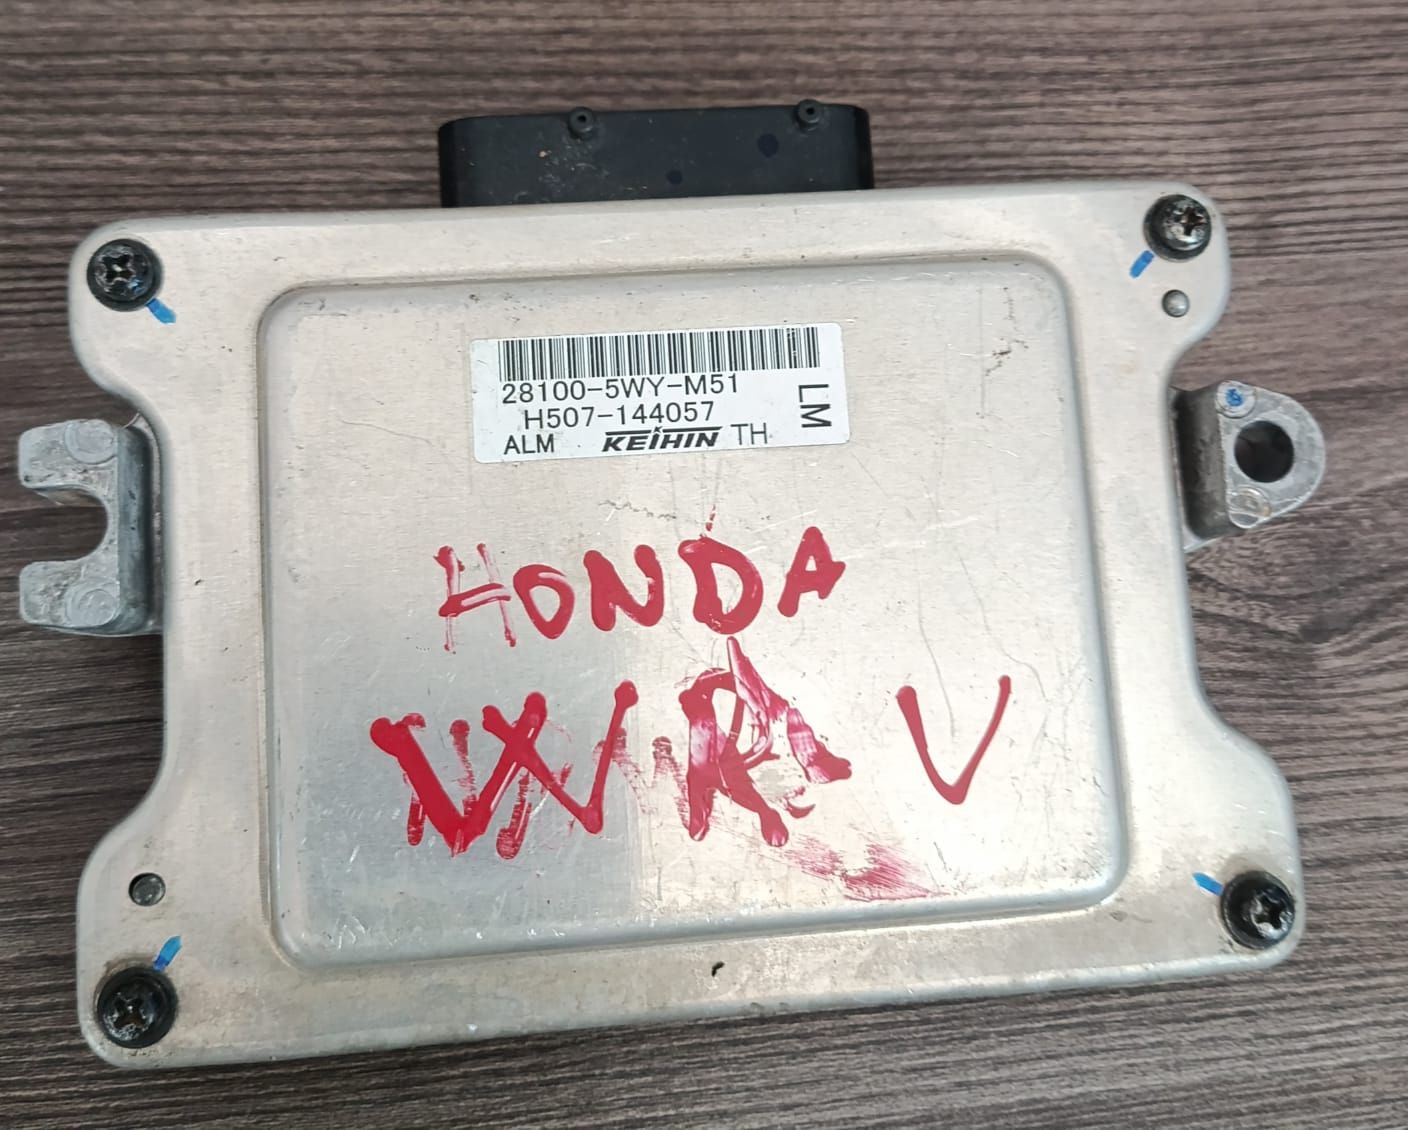 28100-5WY-M51
H507-144057
ALM KEIHIN TH
LM
HONDA
WR V